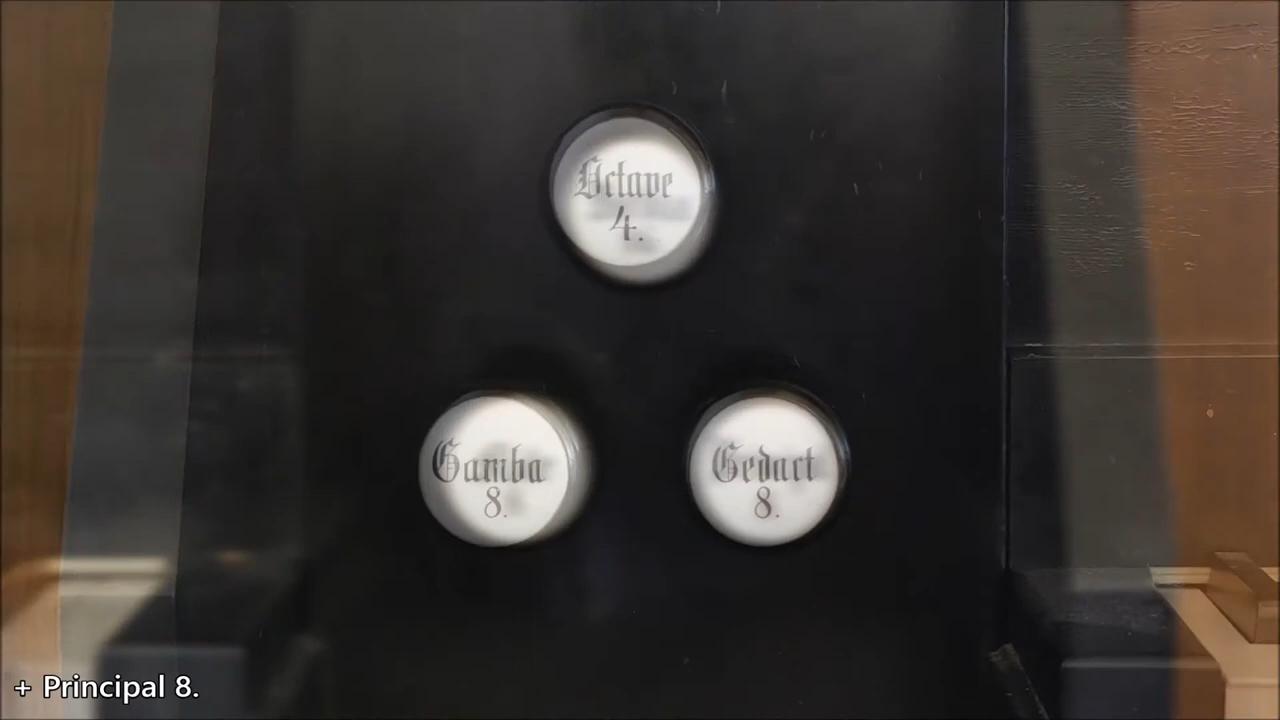 Octave
4.
Gamba
8.
Gedact
8.
+ Principal 8.